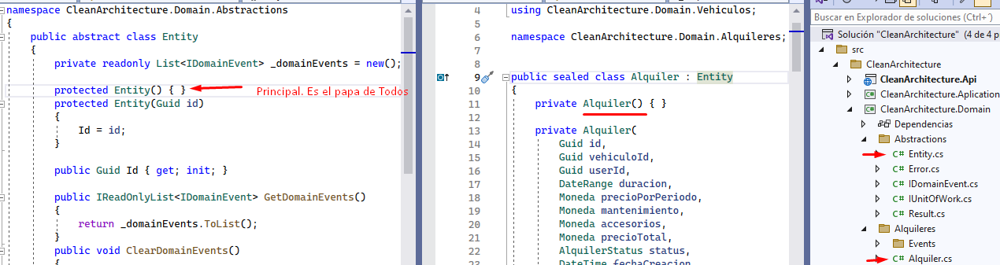 namespace CleanArchitecture.Domain.Abstractions
{
public abstract class Entity
{
private readonly List<IDomainEvent> _domainEvents = new();
protected Entity() { }
Principal. Es el papa de Todos
protected Entity(Guid id)
{
Id = id;
}
public Guid Id { get; init; }
public IReadOnlyList<IDomainEvent> GetDomainEvents()
{
return _domainEvents.ToList();
}
public void ClearDomainEvents()
{
4 using CleanArchitecture.Domain.Vehiculos;
5
6 namespace CleanArchitecture.Domain.Alquileres;
7
8
9 public sealed class Alquiler : Entity
10 {
11 private Alquiler() { }
12
13 private Alquiler(
14 Guid id,
15 Guid vehiculoId,
16 Guid userId,
17 DateRange duracion,
18 Moneda precioPorPeriodo,
19 Moneda mantenimiento,
20 Moneda accesorios,
21 Moneda precioTotal,
22 AlquilerStatus status,
23 DateTime fechaCreacion,
Buscar en Explorador de soluciones (Ctrl+´)
Solución "CleanArchitecture" (4 de 4 p
src
CleanArchitecture
CleanArchitecture.Api
C# CleanArchitecture.Aplication
C# CleanArchitecture.Domain
Dependencias
Abstractions
C# Entity.cs
C# Error.cs
C# IDomainEvent.cs
C# IUnitOfWork.cs
C# Result.cs
Alquileres
Events
C# Alquiler.cs